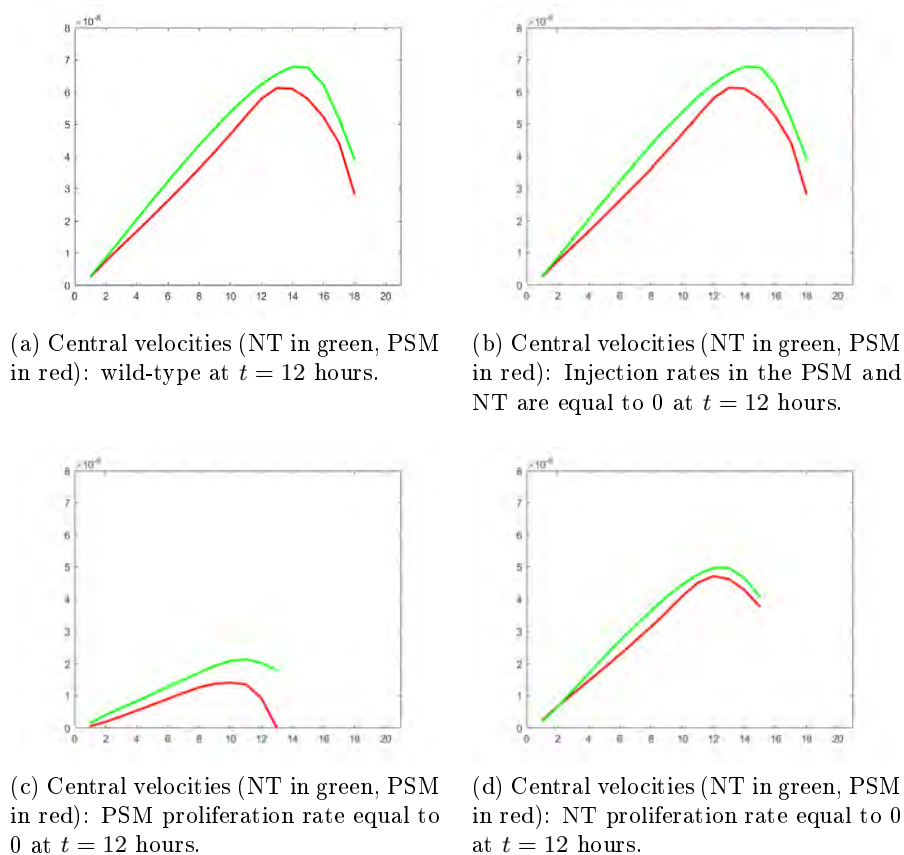 ×10⁻⁸
8
7
6
5
4
3
2
1
0
0 2 4 6 8 10 12 14 16 18 20
(a) Central velocities (NT in green, PSM
in red): wild-type at t = 12 hours.
×10⁻⁸
8
7
6
5
4
3
2
1
0
0 2 4 6 8 10 12 14 16 18 20
(b) Central velocities (NT in green, PSM
in red): Injection rates in the PSM and
NT are equal to 0 at t = 12 hours.
×10⁻⁸
8
7
6
5
4
3
2
1
0
0 2 4 6 8 10 12 14 16 18 20
(c) Central velocities (NT in green, PSM
in red): PSM proliferation rate equal to
0 at t = 12 hours.
×10⁻⁸
8
7
6
5
4
3
2
1
0
0 2 4 6 8 10 12 14 16 18 20
(d) Central velocities (NT in green, PSM
in red): NT proliferation rate equal to 0
at t = 12 hours.